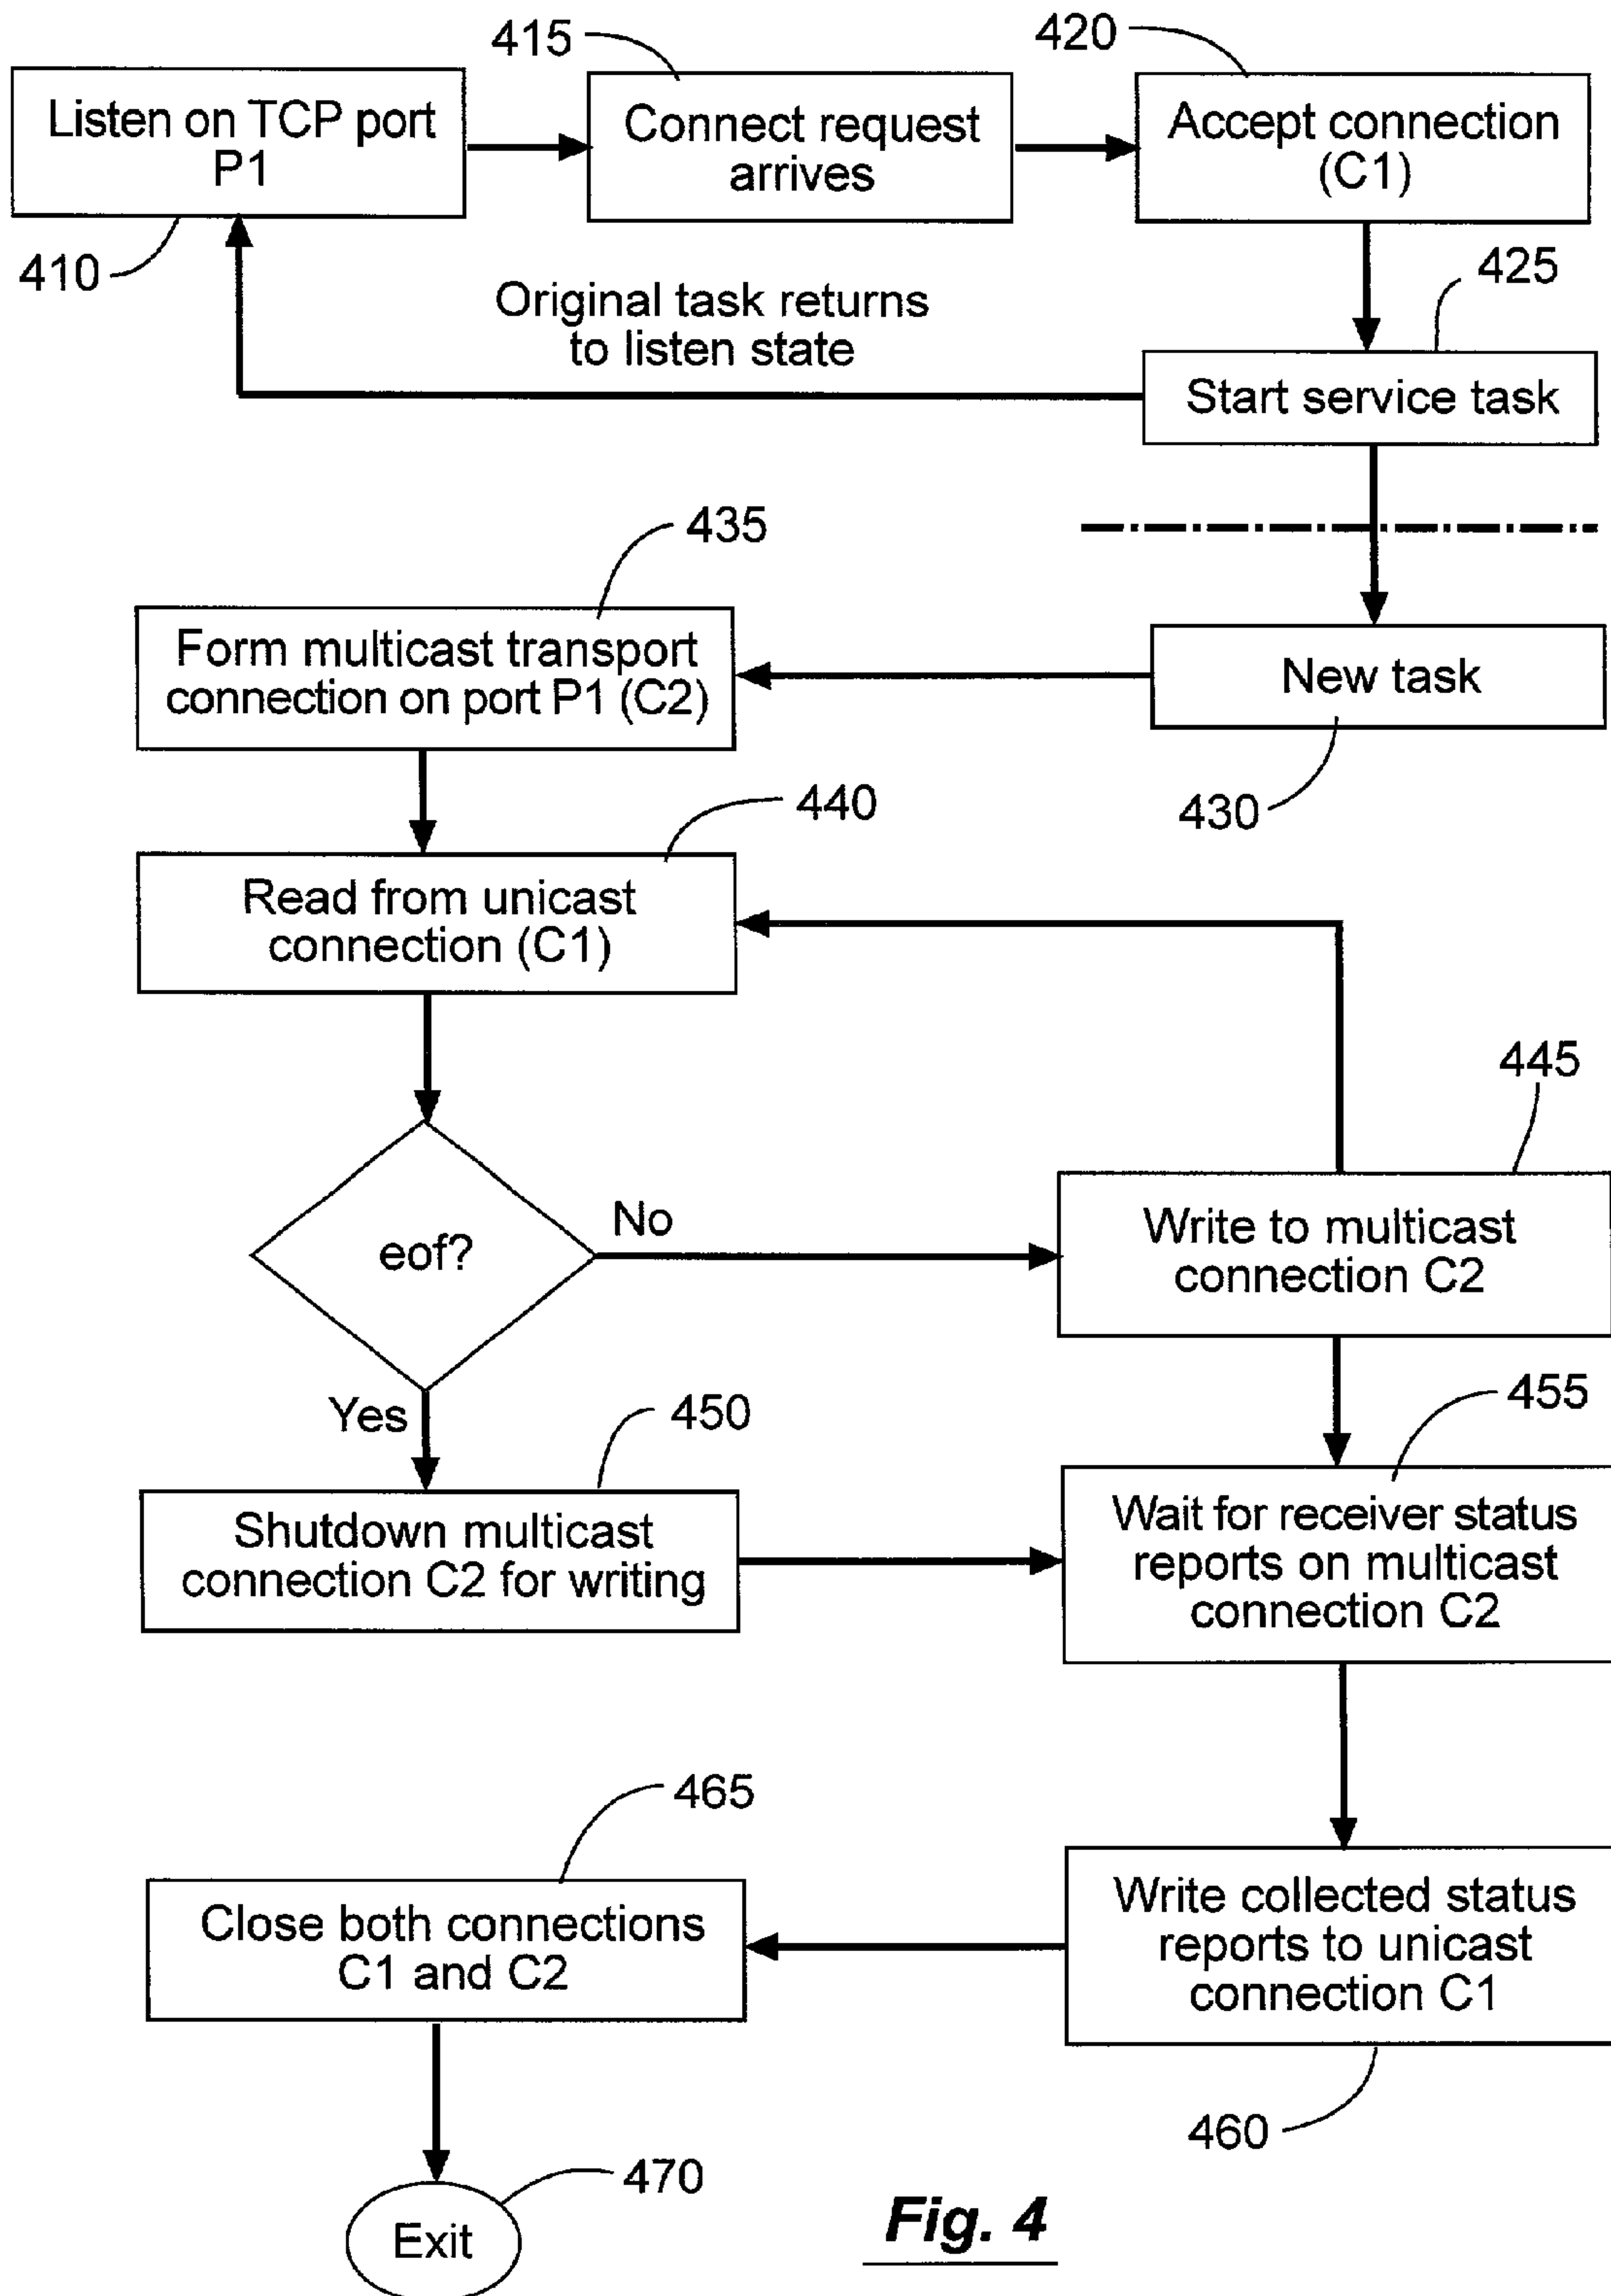 415
420
Listen on TCP port
P1
Connect request
arrives
Accept connection
(C1)
410
425
Original task returns
to listen state
Start service task
435
Form multicast transport
connection on port P1 (C2)
New task
440
430
Read from unicast
connection (C1)
445
No
eof?
Write to multicast
connection C2
Yes
450
455
Shutdown multicast
connection C2 for writing
Wait for receiver status
reports on multicast
connection C2
465
Close both connections
C1 and C2
Write collected status
reports to unicast
connection C1
460
470
Exit
Fig. 4